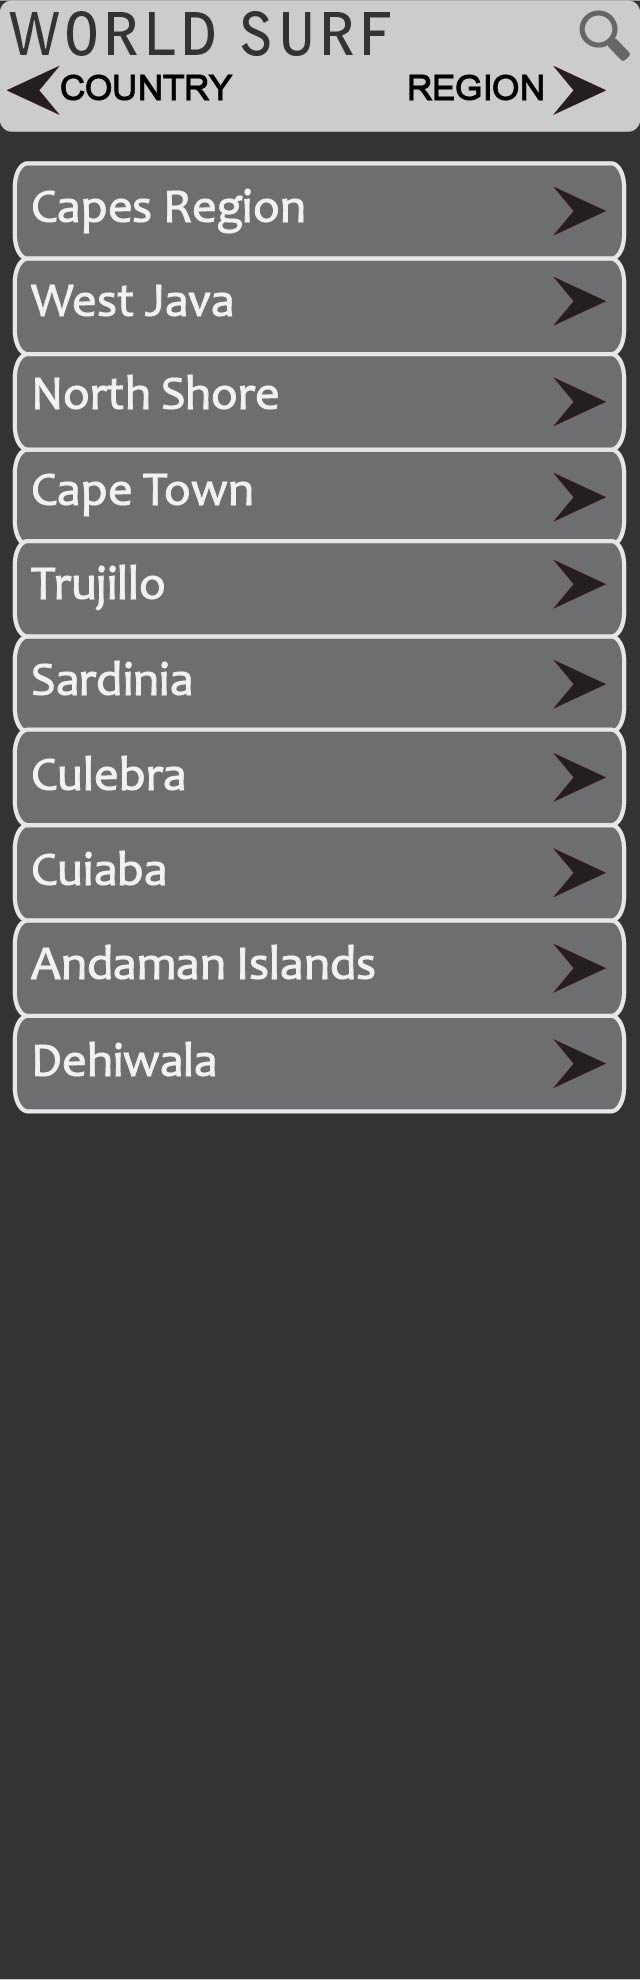 WORLD SURF
COUNTRY REGION
Capes Region
West Java
North Shore
Cape Town
Trujillo
Sardinia
Culebra
Cuiaba
Andaman Islands
Dehiwala